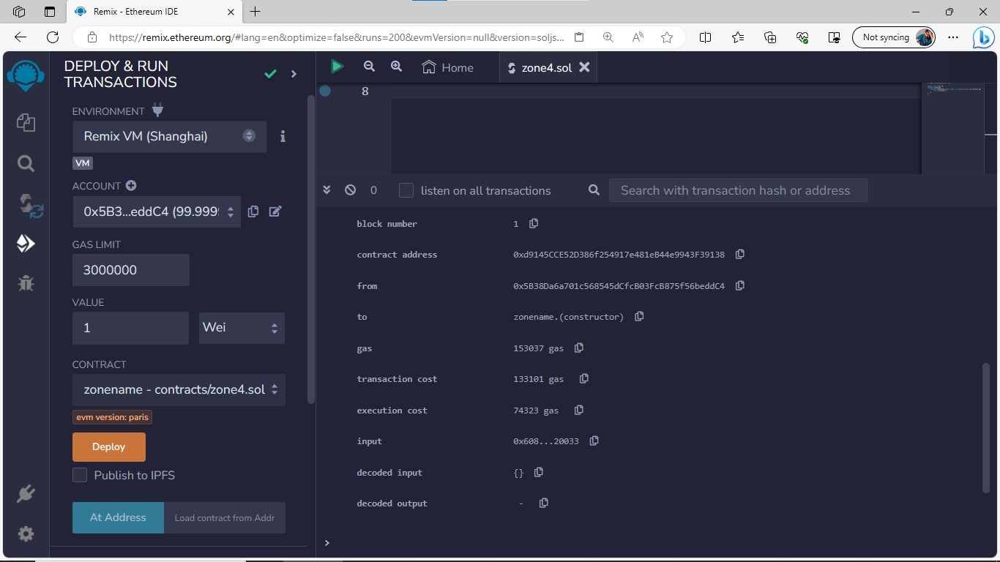 Remix - Ethereum IDE
https://remix.ethereum.org/#lang=en&optimize=false&runs=200&evmVersion=null&version=soljs...
Not syncing
DEPLOY & RUN
TRANSACTIONS
ENVIRONMENT
Remix VM (Shanghai)
VM
ACCOUNT
0x5B3...eddC4 (99.9999
GAS LIMIT
3000000
VALUE
1
Wei
CONTRACT
zonename - contracts/zone4.sol
evm version: paris
Deploy
Publish to IPFS
At Address
Load contract from Addr
Home
zone4.sol
8
0
listen on all transactions
Search with transaction hash or address
block number 1
contract address 0xd9145CCE52D386f254917e481eB44e9943F39138
from 0x5B38Da6a701c568545dCfcB03FcB875f56beddC4
to zonename.(constructor)
gas 153037 gas
transaction cost 133101 gas
execution cost 74323 gas
input 0x608...20033
decoded input {}
decoded output -
>